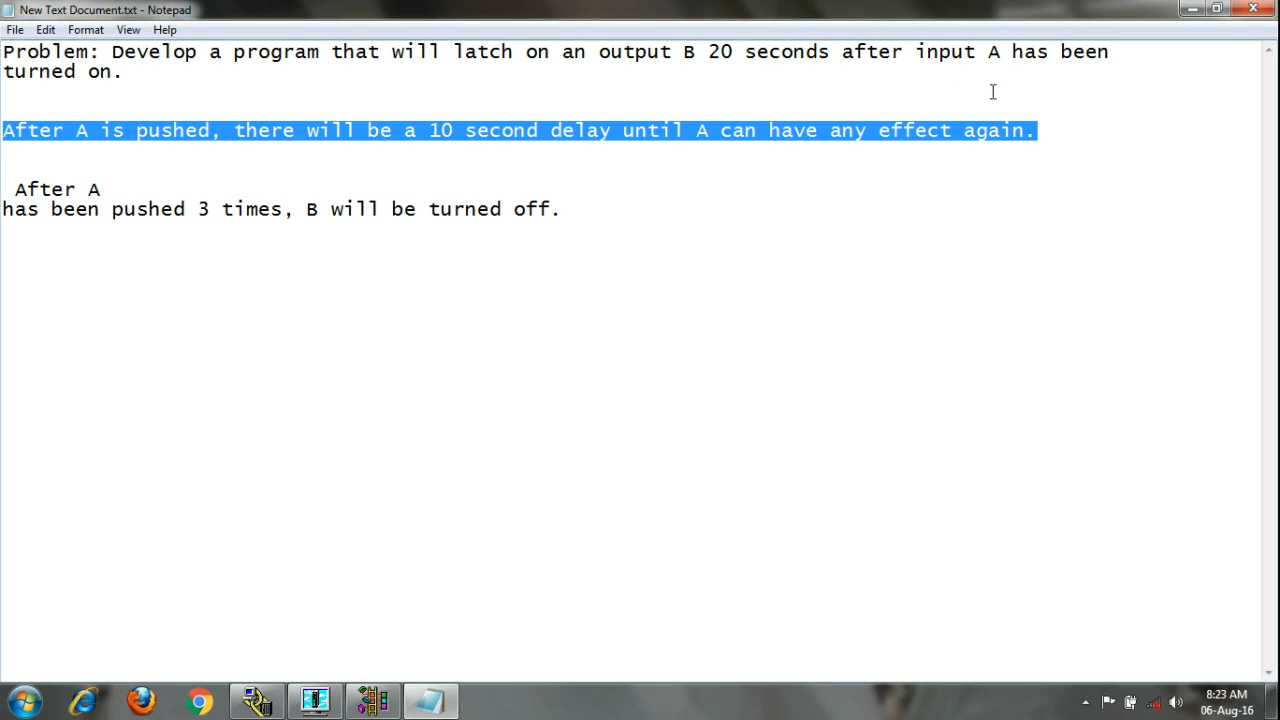 New Text Document.txt - Notepad
File Edit Format View Help
Problem: Develop a program that will latch on an output B 20 seconds after input A has been
turned on.
After A is pushed, there will be a 10 second delay until A can have any effect again.
After A
has been pushed 3 times, B will be turned off.
8:23 AM
06-Aug-16